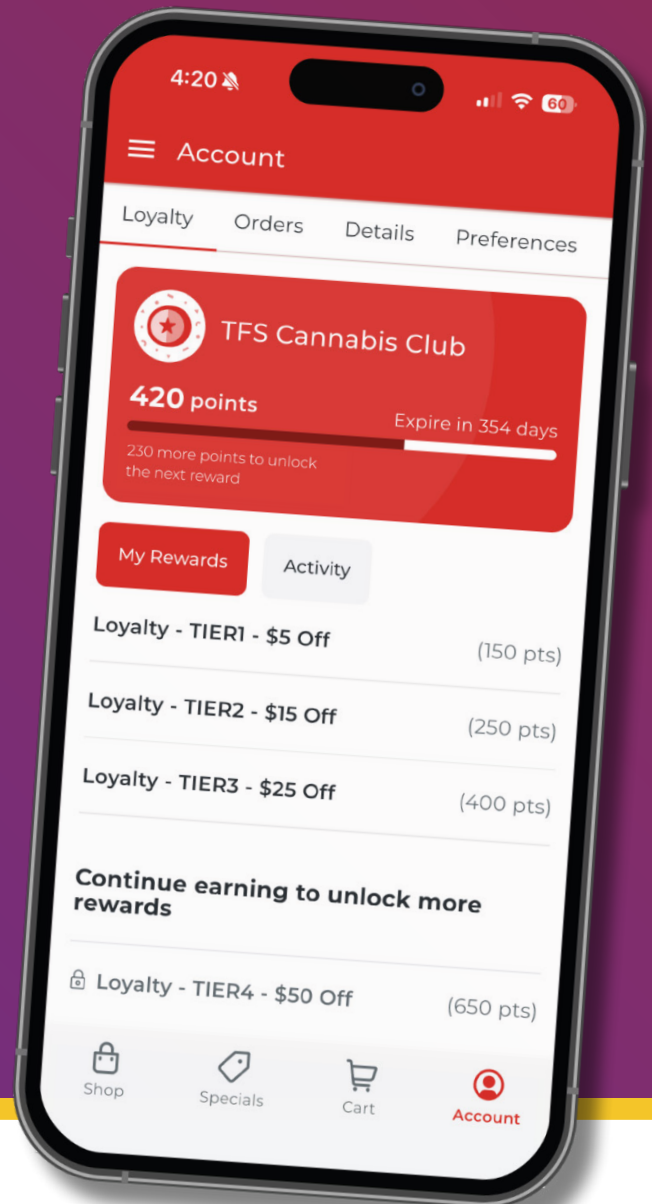 4:20
60
Account
Loyalty Orders Details Preferences
TFS Cannabis Club
420 points
Expire in 354 days
230 more points to unlock
the next reward
My Rewards Activity
Loyalty - TIER1 - $5 Off (150 pts)
Loyalty - TIER2 - $15 Off (250 pts)
Loyalty - TIER3 - $25 Off (400 pts)
Continue earning to unlock more
rewards
Loyalty - TIER4 - $50 Off (650 pts)
Shop Specials Cart Account